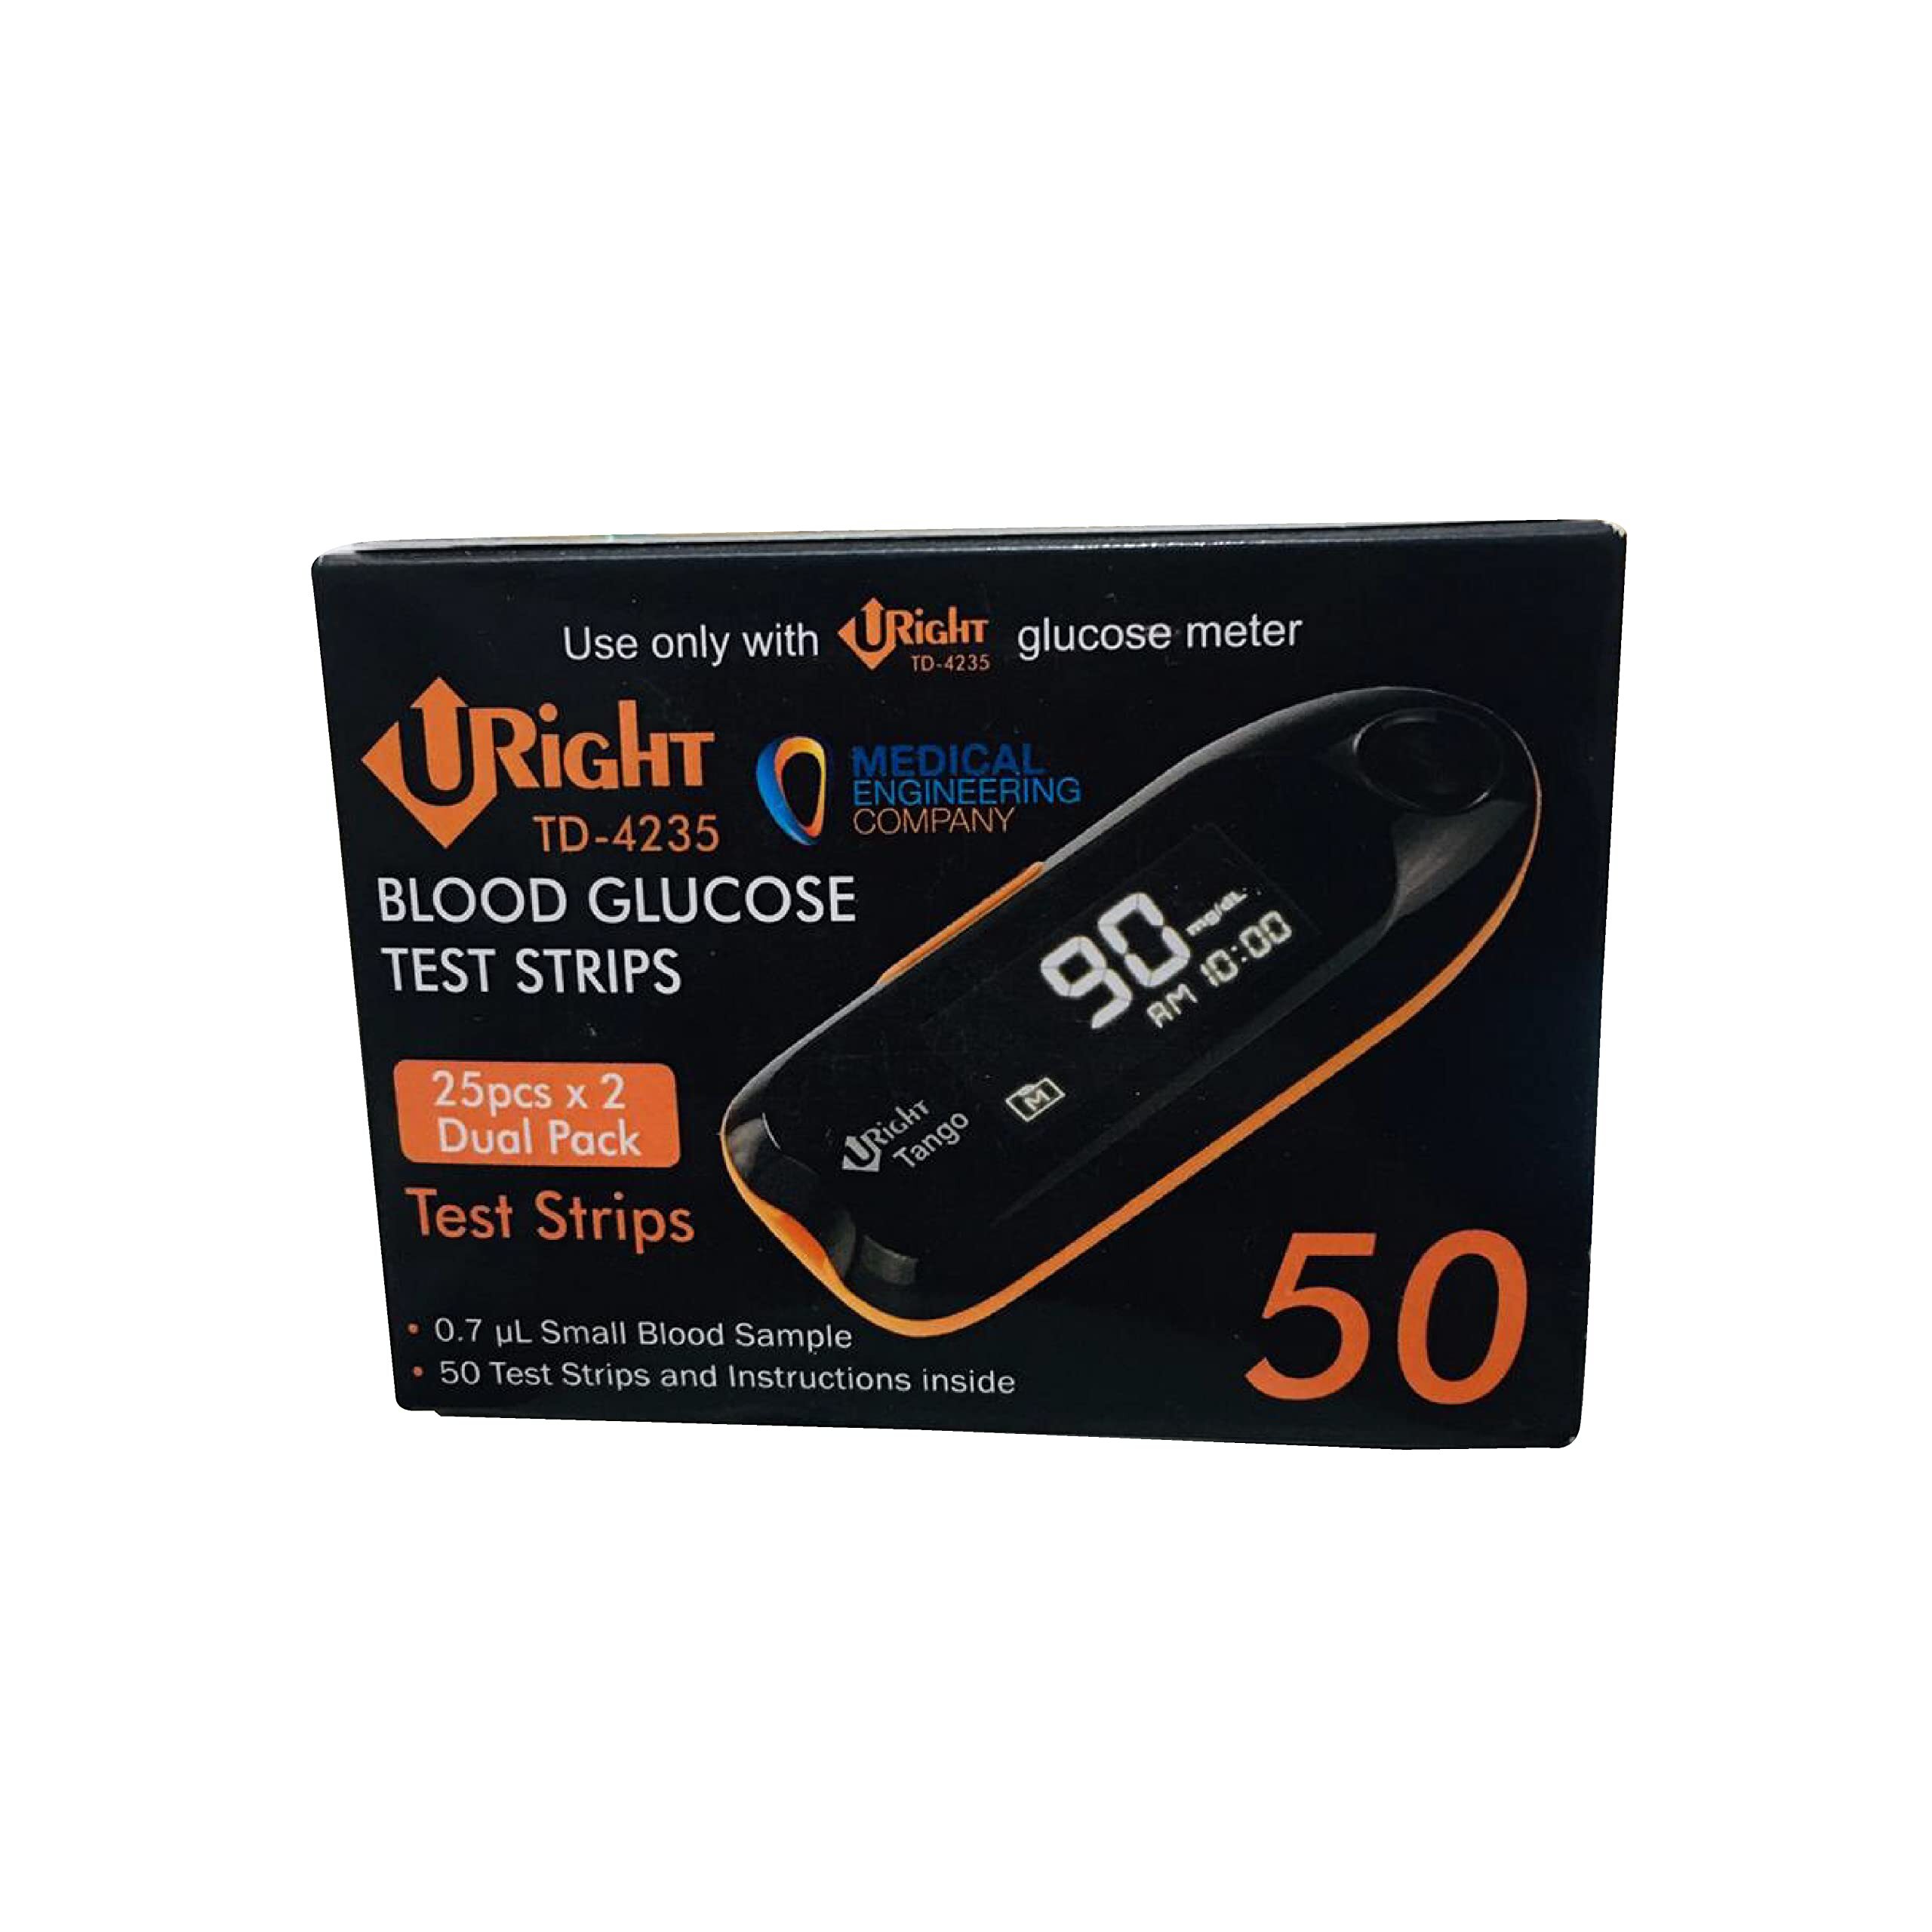 Use only with URight TD-4235 glucose meter
URight
TD-4235
MEDICAL
ENGINEERING
COMPANY
BLOOD GLUCOSE
TEST STRIPS
90 mg/dL
AM 10:00
M
URight
Tango
25pcs x 2
Dual Pack
Test Strips
50
• 0.7 µL Small Blood Sample
• 50 Test Strips and Instructions inside